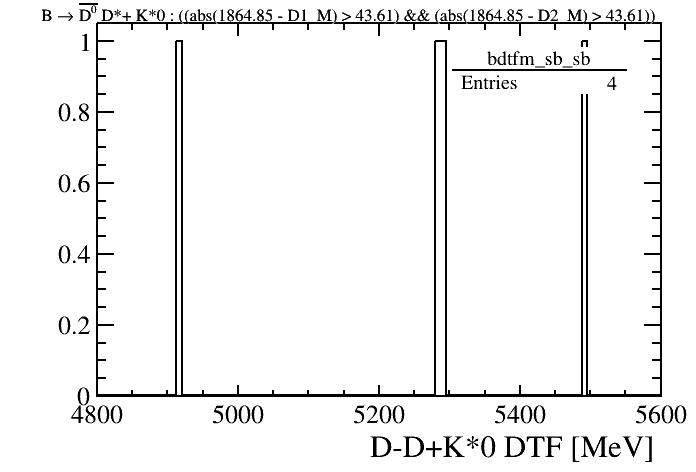 B → D⁰ D*+ K*0 : ((abs(1864.85 - D1_M) > 43.61) && (abs(1864.85 - D2_M) > 43.61))
bdtfm_sb_sb
Entries 4
1
0.8
0.6
0.4
0.2
0
4800 5000 5200 5400 5600
D-D+K*0 DTF [MeV]